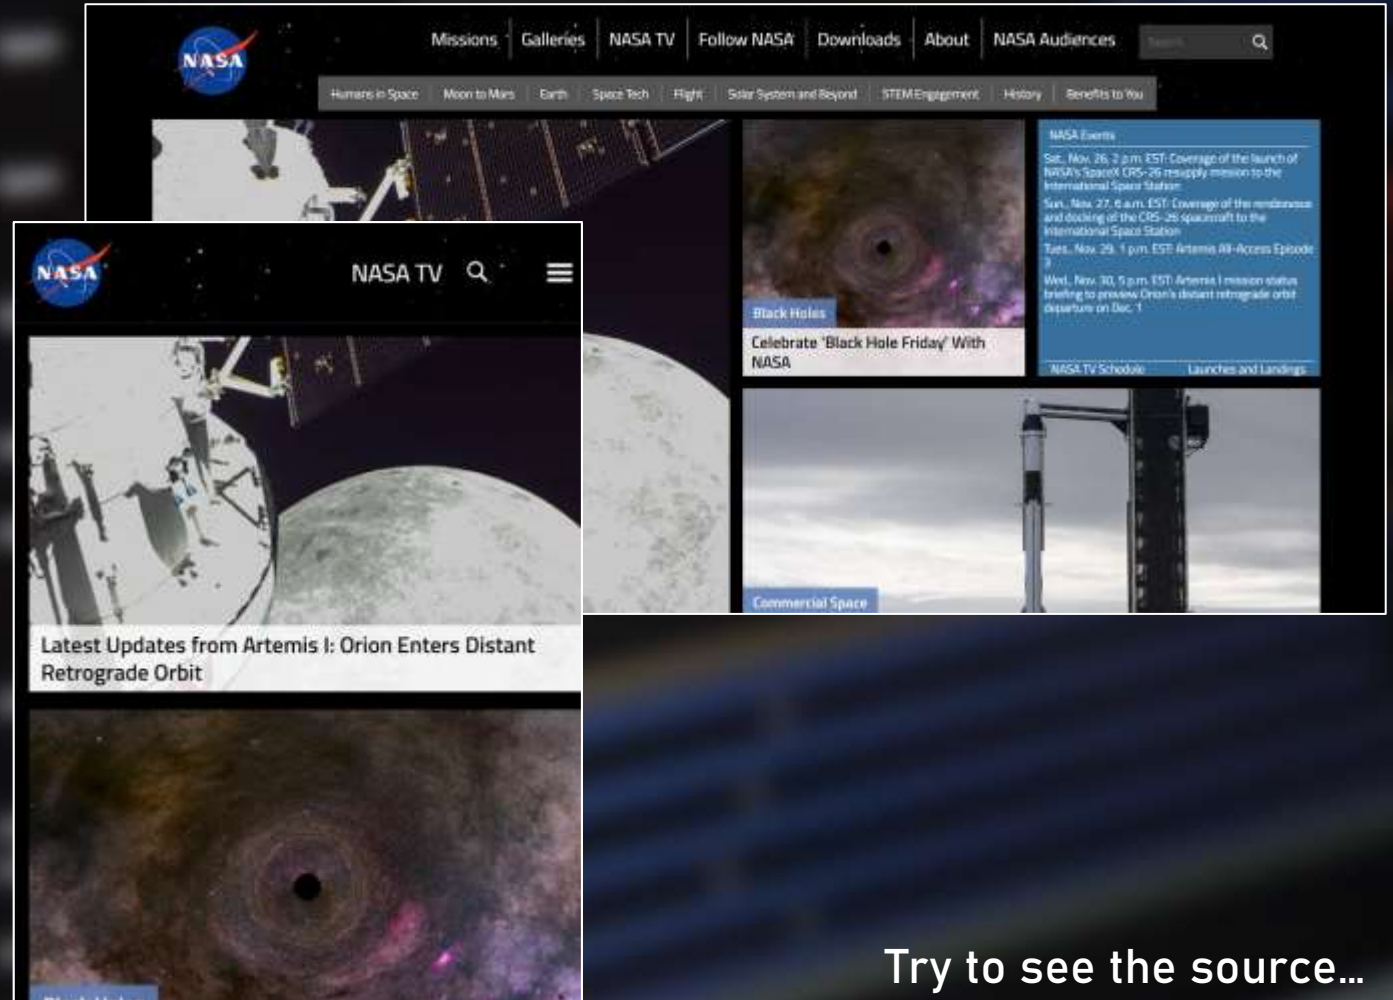 NASA
Missions
Galleries
NASA TV
Follow NASA
Downloads
About
NASA Audiences
Search
Humans in Space
Moon to Mars
Earth
Space Tech
Flight
Solar System and Beyond
STEM Engagement
History
Benefits to You
NASA Events
Sat., Nov. 26, 2 p.m. EST: Coverage of the launch of
NASA's SpaceX CRS-26 resupply mission to the
International Space Station
Sun., Nov. 27, 6 a.m. EST: Coverage of the rendezvous
and docking of the CRS-26 spacecraft to the
International Space Station
Tues., Nov. 29, 1 p.m. EST: Artemis All-Access Episode
3
Wed., Nov. 30, 5 p.m. EST: Artemis I mission status
briefing to preview Orion's distant retrograde orbit
departure on Dec. 1
NASA TV Schedule
Launches and Landings
Black Holes
Celebrate 'Black Hole Friday' With
NASA
Commercial Space
NASA
NASA TV
Latest Updates from Artemis I: Orion Enters Distant
Retrograde Orbit
Try to see the source...